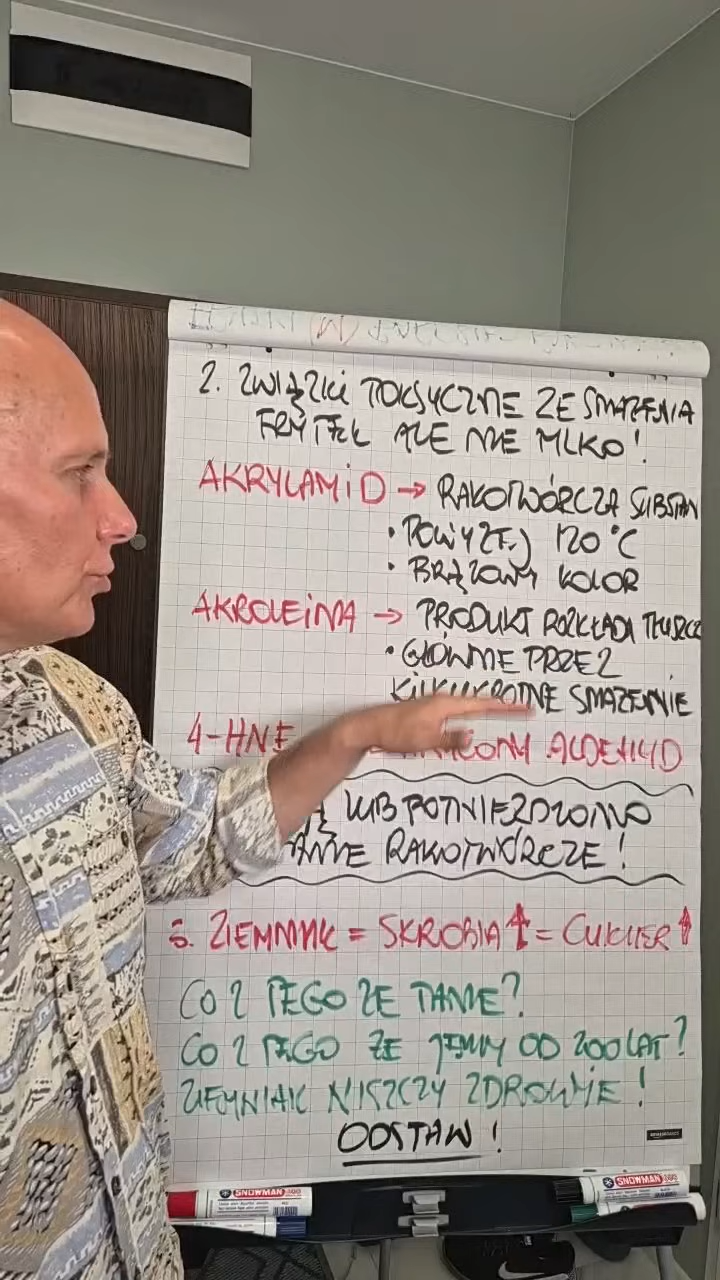 2. ZWIĄZKI TOKSYCZNE ZE SMAŻENIA
FRYTEK ALE NIE TYLKO!
AKRYLAMID → RAKOTWÓRCZA SUBSTAN
• POWYŻEJ 120°C
• BRĄZOWY KOLOR
AKROLEINA → PRODUKT ROZKŁADU TŁUSZCZ
• GŁÓWNIE PRZEZ
KILKUKROTNE SMAŻENIE
4-HNE ALDEHYD
LUB POTWIERDZONO
RAKOTWÓRCZE!
ZIEMNIAK = SKROBIA ↑ = CUKIER ↑
CO Z TEGO ŻE TANIE?
CO Z TEGO ŻE JEMY OD 200 LAT?
ZIEMNIAK NISZCZY ZDROWIE!
ODSTAW!
SNOWMAN
SNOWMAN